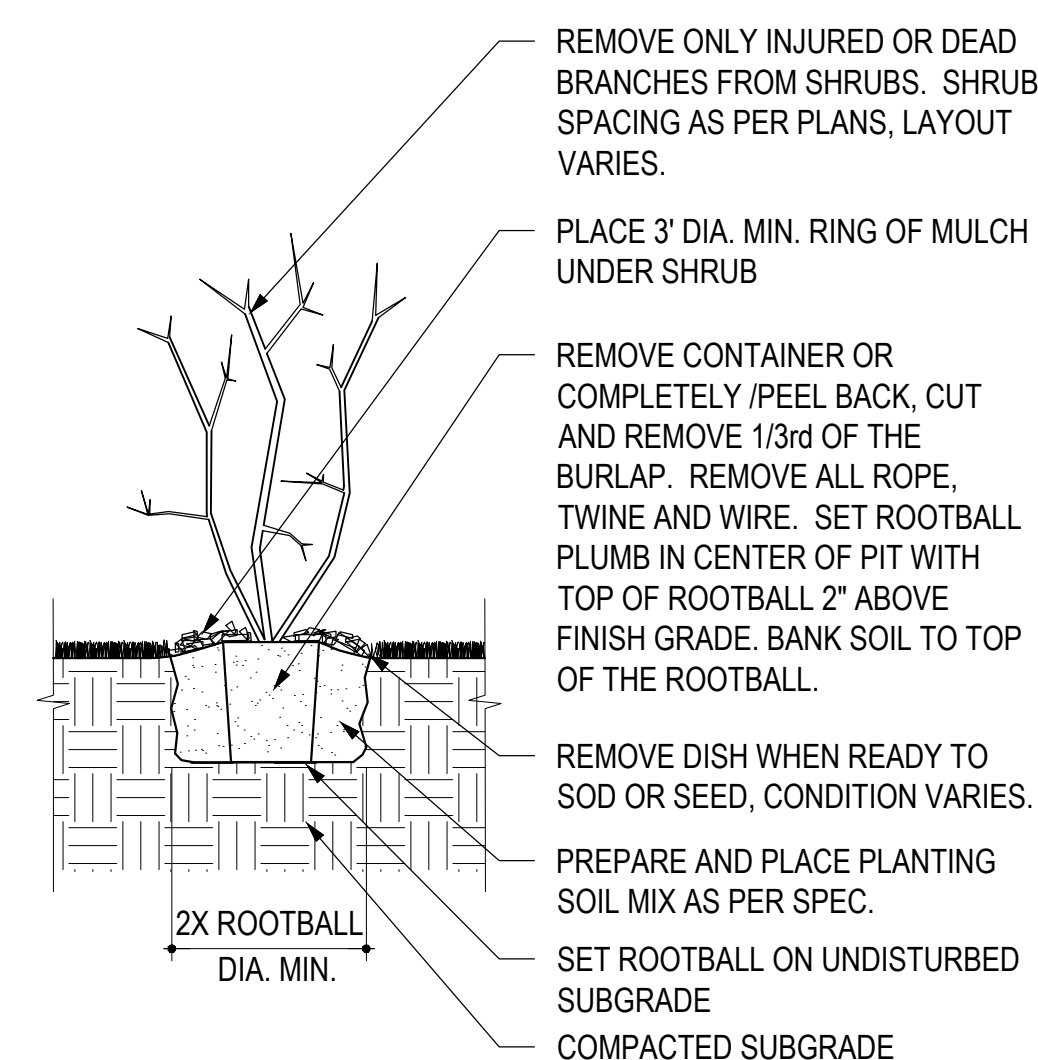 REMOVE ONLY INJURED OR DEAD
BRANCHES FROM SHRUBS.  SHRUB
SPACING AS PER PLANS, LAYOUT
VARIES.
PLACE 3' DIA. MIN. RING OF MULCH
UNDER SHRUB
REMOVE CONTAINER OR
COMPLETELY /PEEL BACK, CUT
AND REMOVE 1/3rd OF THE
BURLAP.  REMOVE ALL ROPE,
TWINE AND WIRE.  SET ROOTBALL
PLUMB IN CENTER OF PIT WITH
TOP OF ROOTBALL 2" ABOVE
FINISH GRADE. BANK SOIL TO TOP
OF THE ROOTBALL.
REMOVE DISH WHEN READY TO
SOD OR SEED, CONDITION VARIES.
PREPARE AND PLACE PLANTING
SOIL MIX AS PER SPEC.
SET ROOTBALL ON UNDISTURBED
SUBGRADE
COMPACTED SUBGRADE
2X ROOTBALL
DIA. MIN.